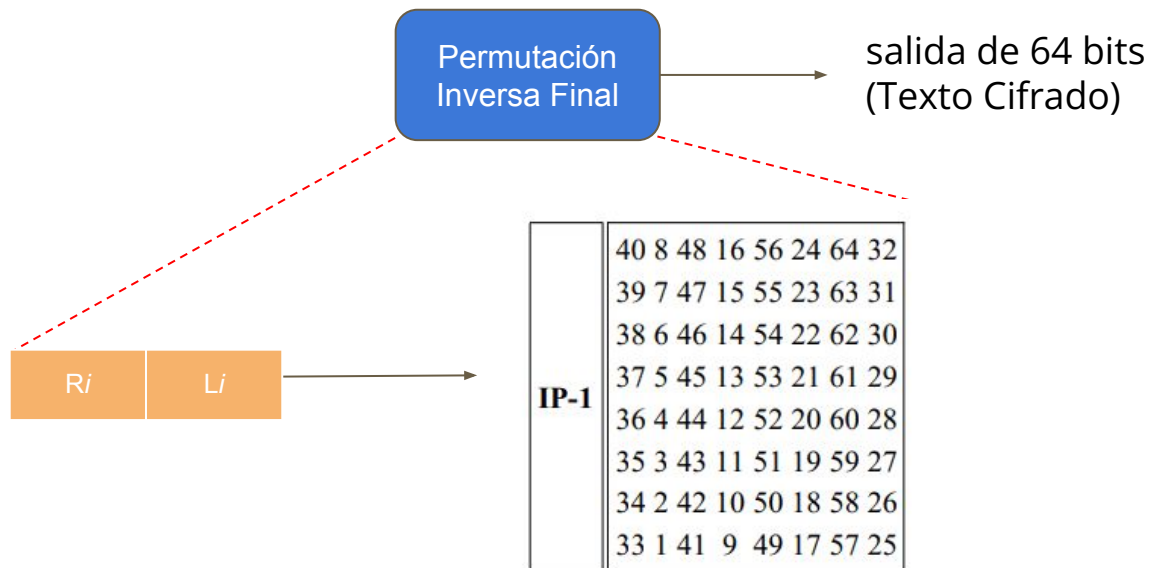 Permutación
Inversa Final
salida de 64 bits
(Texto Cifrado)
Ri
Li
IP-1
40 8 48 16 56 24 64 32
39 7 47 15 55 23 63 31
38 6 46 14 54 22 62 30
37 5 45 13 53 21 61 29
36 4 44 12 52 20 60 28
35 3 43 11 51 19 59 27
34 2 42 10 50 18 58 26
33 1 41 9 49 17 57 25